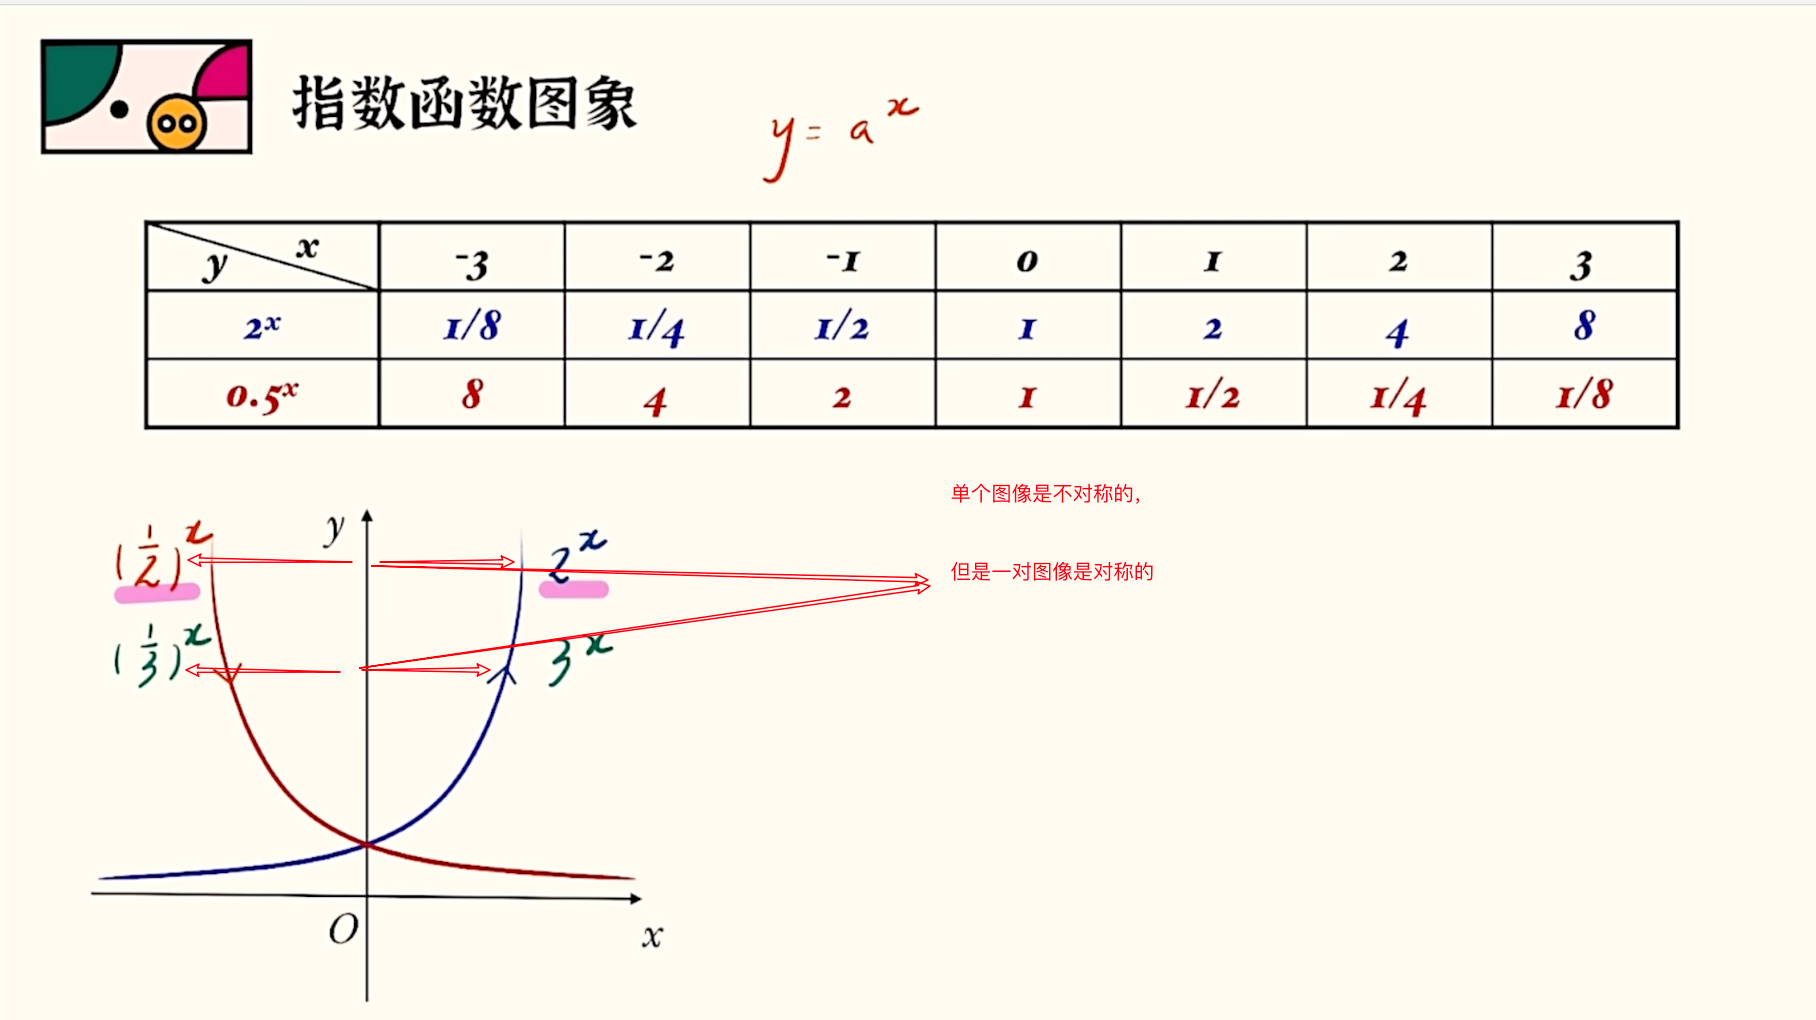 指数函数图象
y = a^x
y x -3 -2 -1 0 1 2 3
2^x 1/8 1/4 1/2 1 2 4 8
0.5^x 8 4 2 1 1/2 1/4 1/8
单个图像是不对称的，
但是一对图像是对称的
(1/2)^x y 2^x
(1/3)^x 3^x
O x